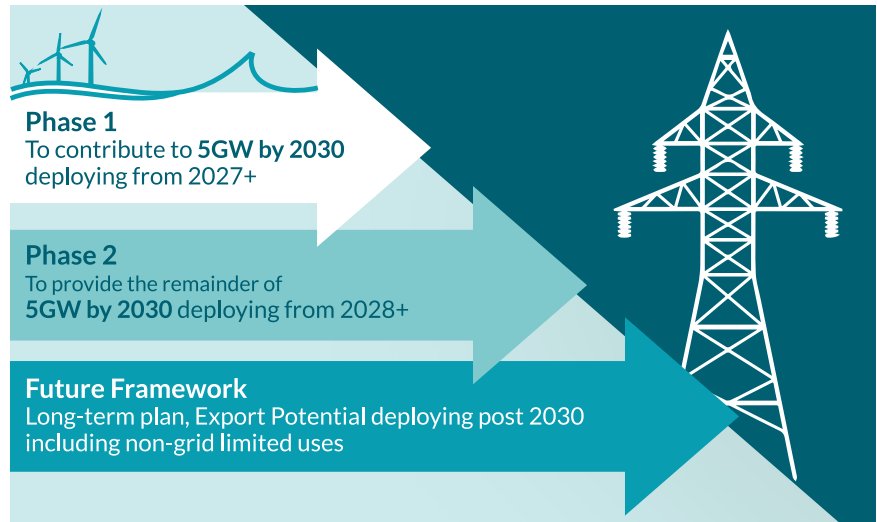 Phase 1
To contribute to 5GW by 2030
deploying from 2027+
Phase 2
To provide the remainder of
5GW by 2030 deploying from 2028+
Future Framework
Long-term plan, Export Potential deploying post 2030
including non-grid limited uses